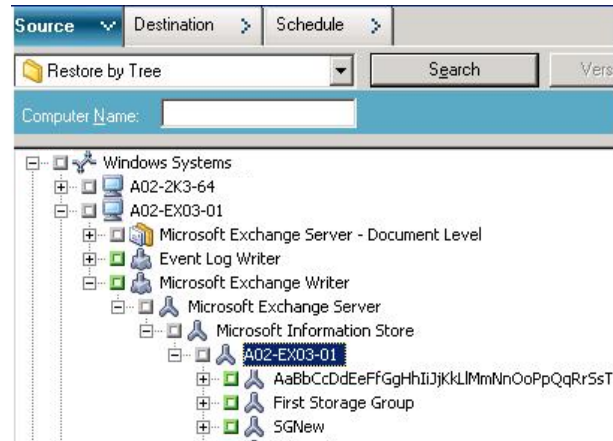 Source Destination Schedule
Restore by Tree Search Vers
Computer Name:
Windows Systems
A02-2K3-64
A02-EX03-01
Microsoft Exchange Server - Document Level
Event Log Writer
Microsoft Exchange Writer
Microsoft Exchange Server
Microsoft Information Store
A02-EX03-01
AaBbCcDdEeFfGgHhIiJjKkLlMmNnOoPpQqRrSsT
First Storage Group
SGNew